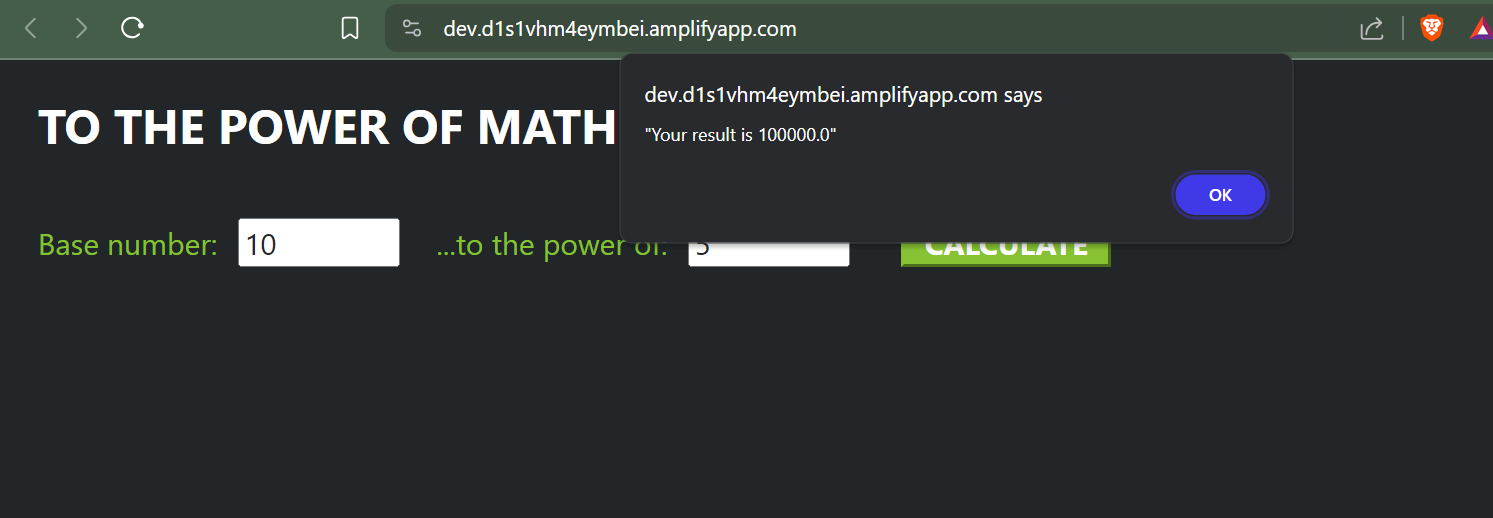 dev.d1s1vhm4eymbei.amplifyapp.com
dev.d1s1vhm4eymbei.amplifyapp.com says
"Your result is 100000.0"
OK
TO THE POWER OF MATH
Base number: 10 ...to the power of: 5 CALCULATE